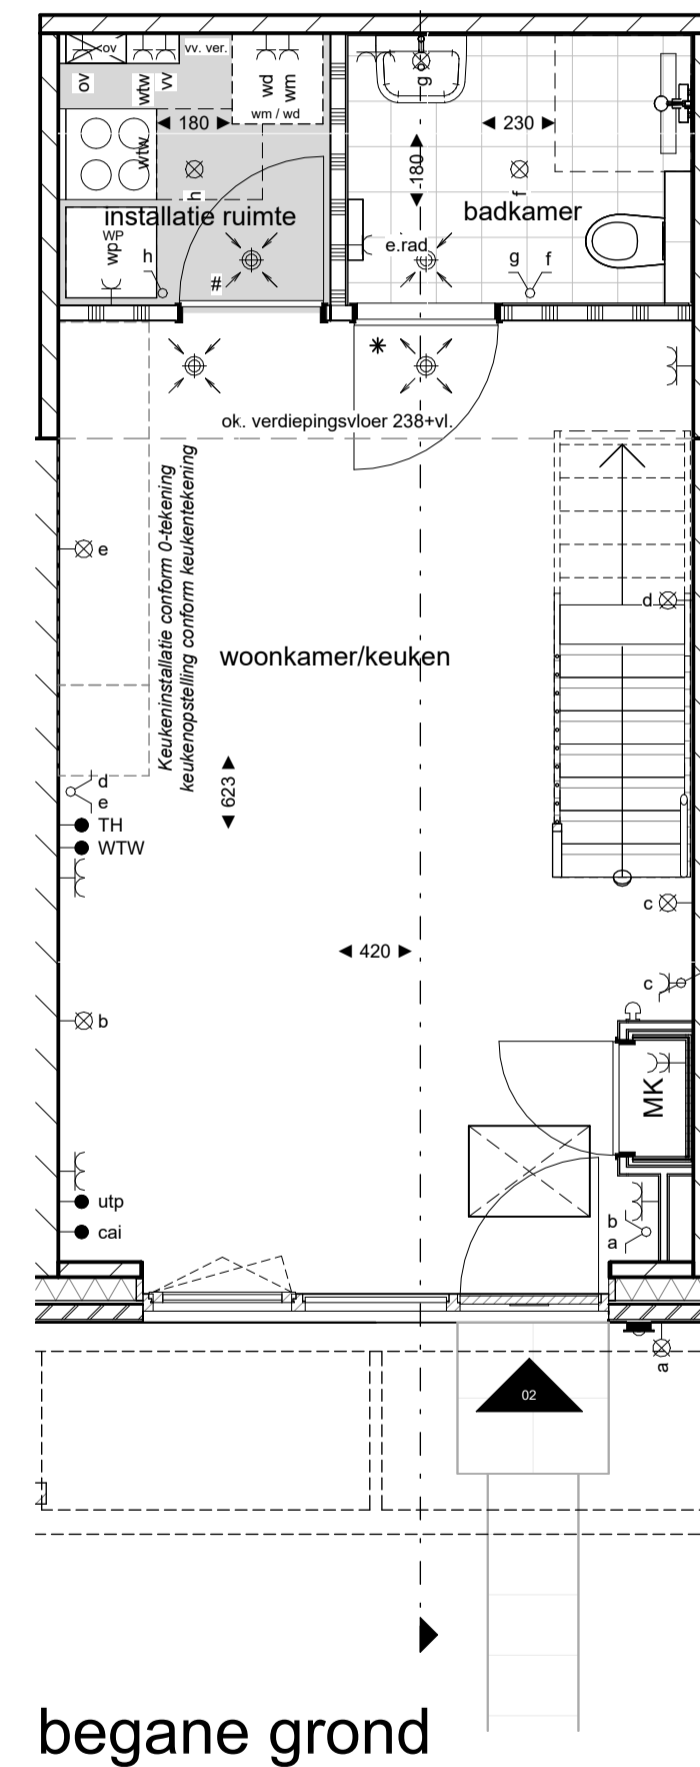 ov
vv. ver.
ov
wtw
vv
wd
wm
wm / wd
g
180
230
wtw
180
h
f
installatie ruimte
badkamer
WP
wp
h
#
e.rad
g f
*
ok. verdiepingsvloer 238+vl.
Keukeninstallatie conform 0-tekening
keukenopstelling conform keukentekening
e
d
woonkamer/keuken
d
e
623
TH
WTW
c
420
c
b
MK
utp
cai
b
a
a
02
begane grond